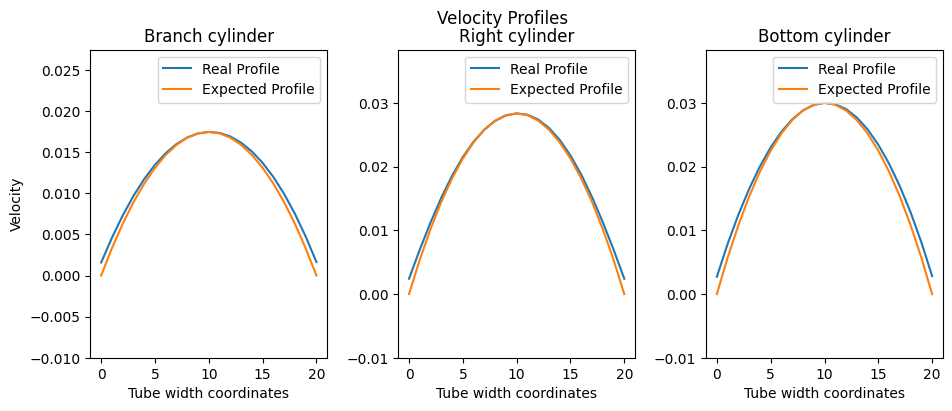 Velocity Profiles
Branch cylinder
Real Profile
Expected Profile
Velocity
0.025
0.020
0.015
0.010
0.005
0.000
−0.005
−0.010
0 5 10 15 20
Tube width coordinates
Right cylinder
Real Profile
Expected Profile
0.03
0.02
0.01
0.00
−0.01
0 5 10 15 20
Tube width coordinates
Bottom cylinder
Real Profile
Expected Profile
0.03
0.02
0.01
0.00
−0.01
0 5 10 15 20
Tube width coordinates